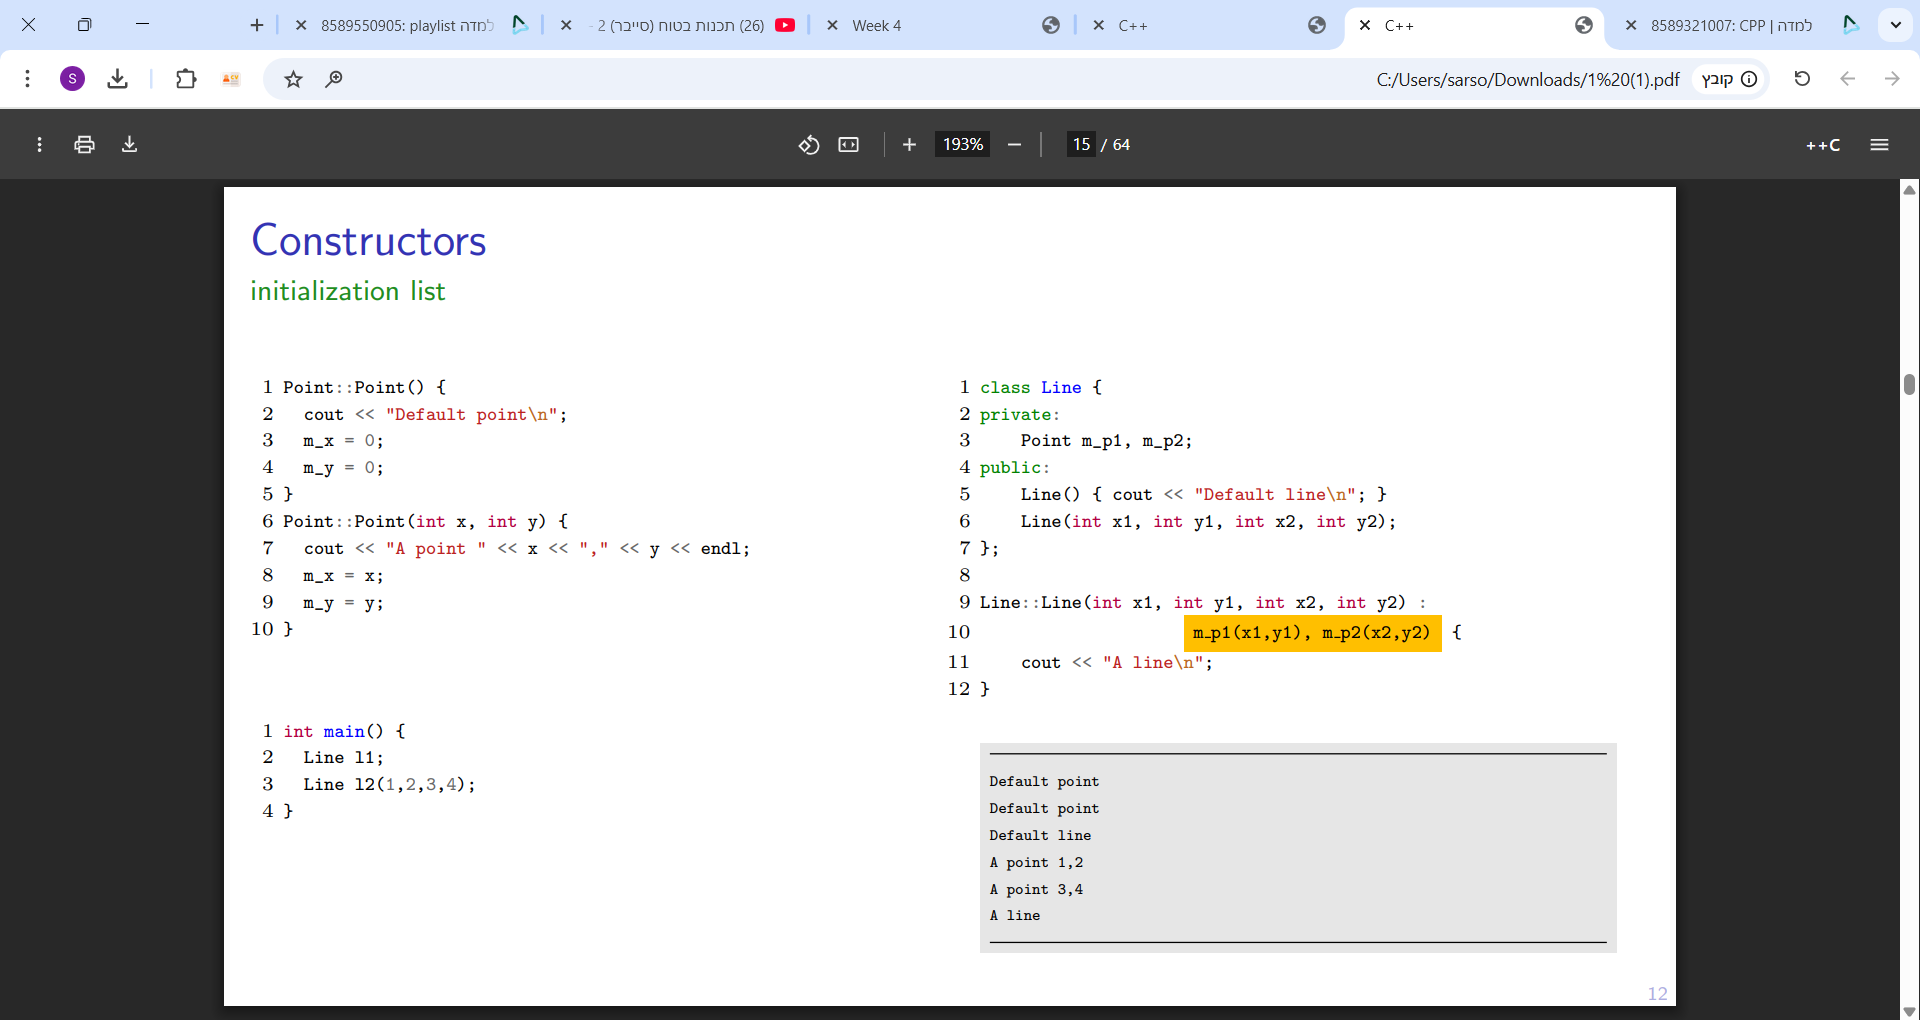 8589550905: playlist למדה
(26) תכנות בטוח (סייבר) 2 -
Week 4
C++
C++
8589321007: CPP | למדה
S
C:/Users/sarso/Downloads/1%20(1).pdf
קובץ
193%
15 / 64
++C
Constructors
initialization list
1 Point::Point() {
2 cout << "Default point\n";
3 m_x = 0;
4 m_y = 0;
5 }
6 Point::Point(int x, int y) {
7 cout << "A point " << x << "," << y << endl;
8 m_x = x;
9 m_y = y;
10 }
1 int main() {
2 Line l1;
3 Line l2(1,2,3,4);
4 }
1 class Line {
2 private:
3 Point m_p1, m_p2;
4 public:
5 Line() { cout << "Default line\n"; }
6 Line(int x1, int y1, int x2, int y2);
7 };
8
9 Line::Line(int x1, int y1, int x2, int y2) :
10 m_p1(x1,y1), m_p2(x2,y2) {
11 cout << "A line\n";
12 }
Default point
Default point
Default line
A point 1,2
A point 3,4
A line
12